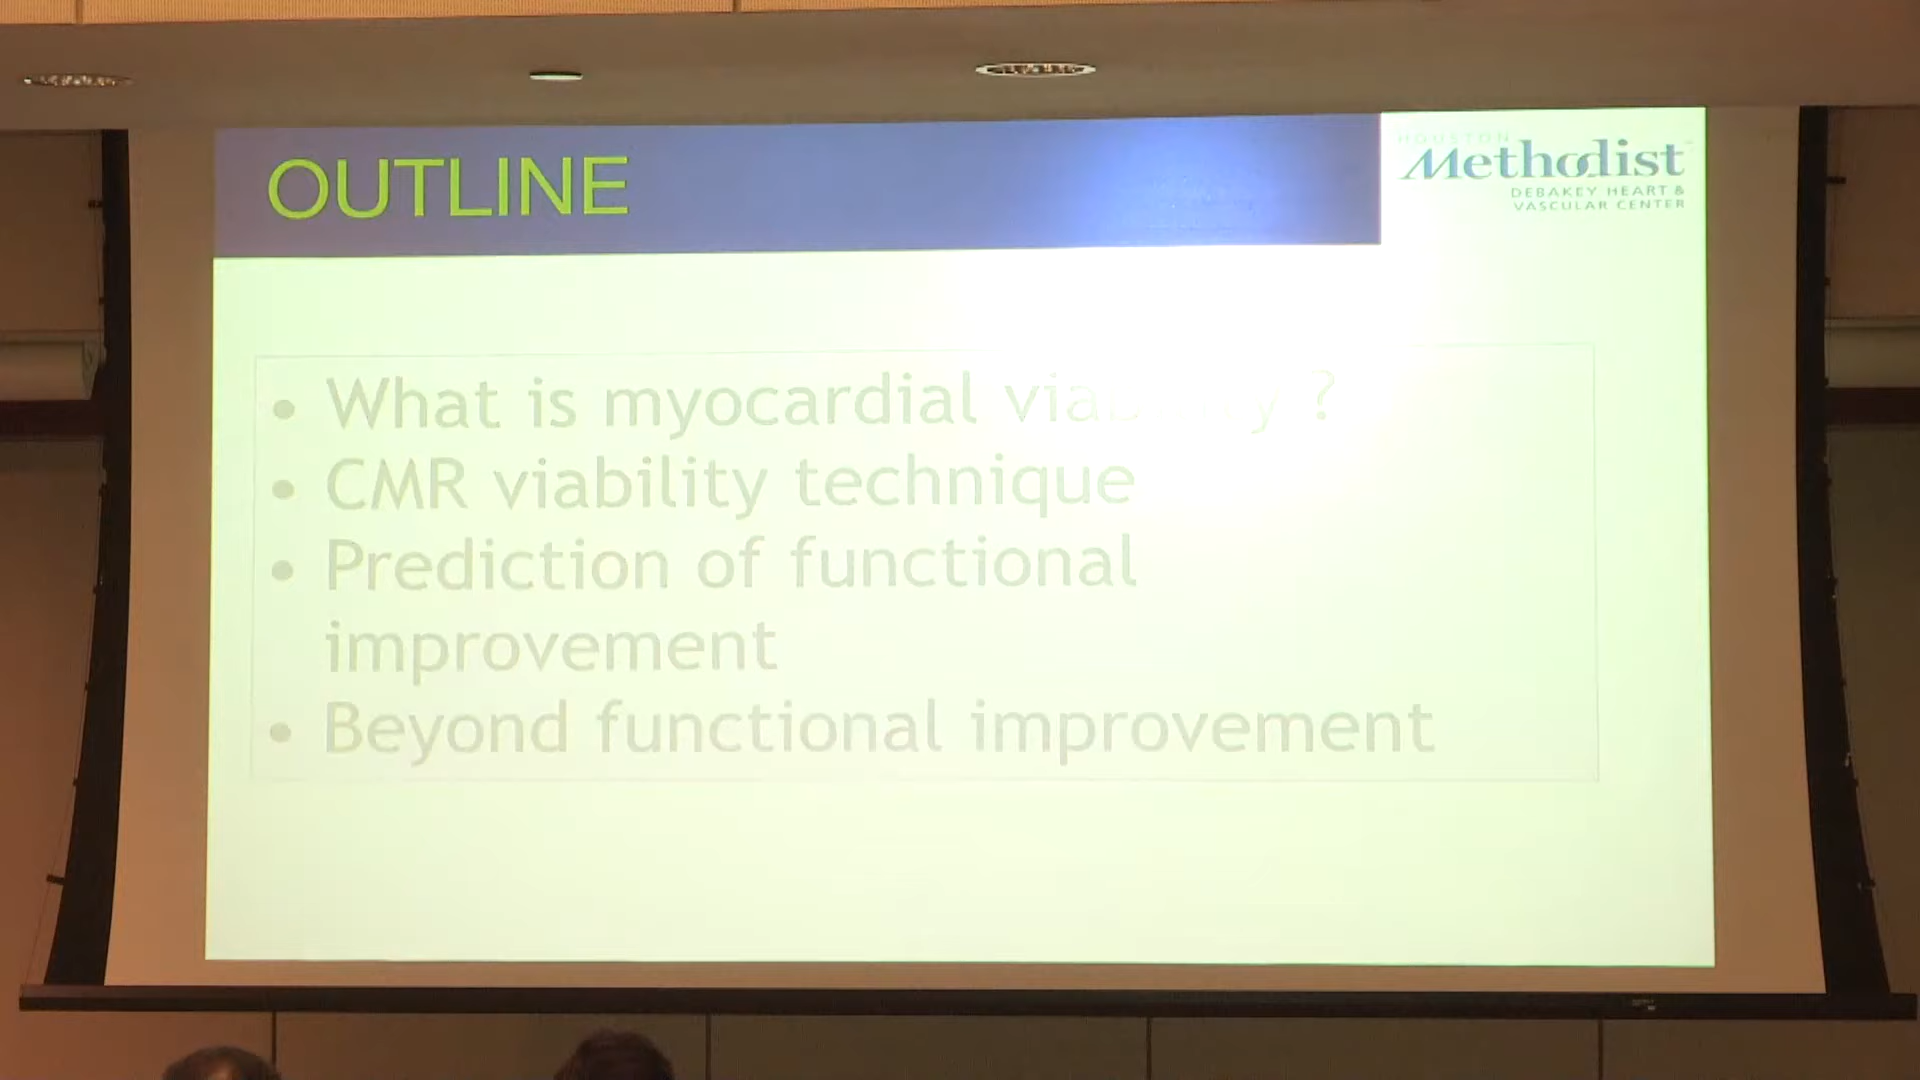 OUTLINE
HOUSTON
Methodist
DEBAKEY HEART &
VASCULAR CENTER
• What is myocardial viability ?
• CMR viability technique
• Prediction of functional
improvement
• Beyond functional improvement